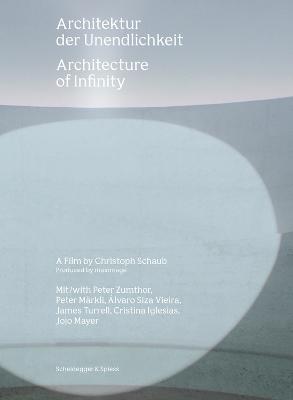 Architektur
der Unendlichkeit
Architecture
of Infinity
A Film by Christoph Schaub
Produced by maximage
Mit/with Peter Zumthor,
Peter Märkli, Álvaro Siza Vieira,
James Turrell, Cristina Iglesias,
Jojo Mayer
Scheidegger & Spiess